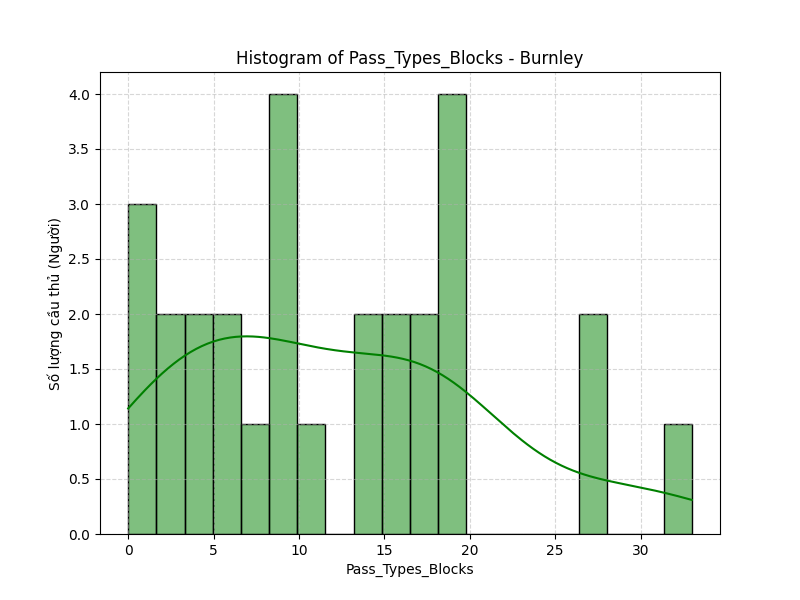 Histogram of Pass_Types_Blocks - Burnley
Số lượng cầu thủ (Người)
4.0
3.5
3.0
2.5
2.0
1.5
1.0
0.5
0.0
0 5 10 15 20 25 30
Pass_Types_Blocks